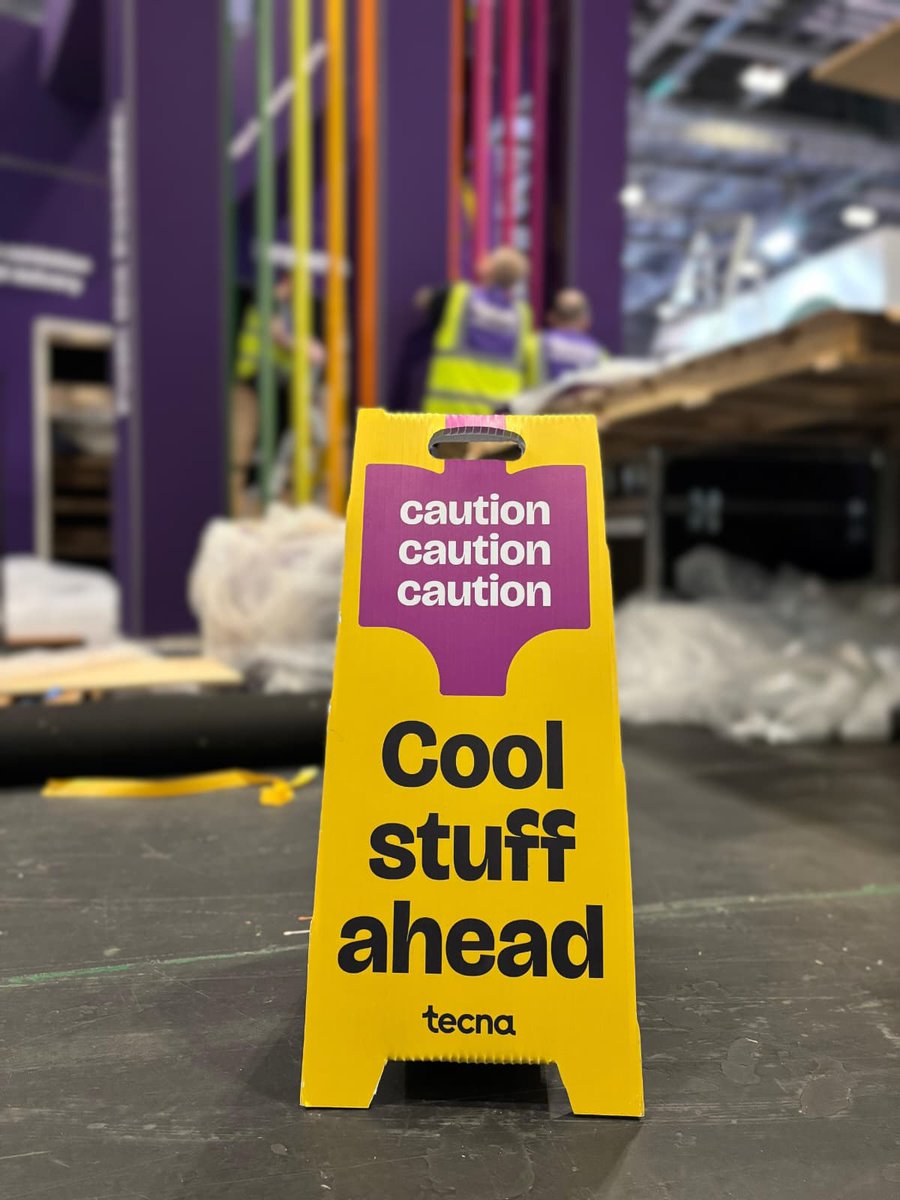 caution
caution
caution
Cool
stuff
ahead
tecna